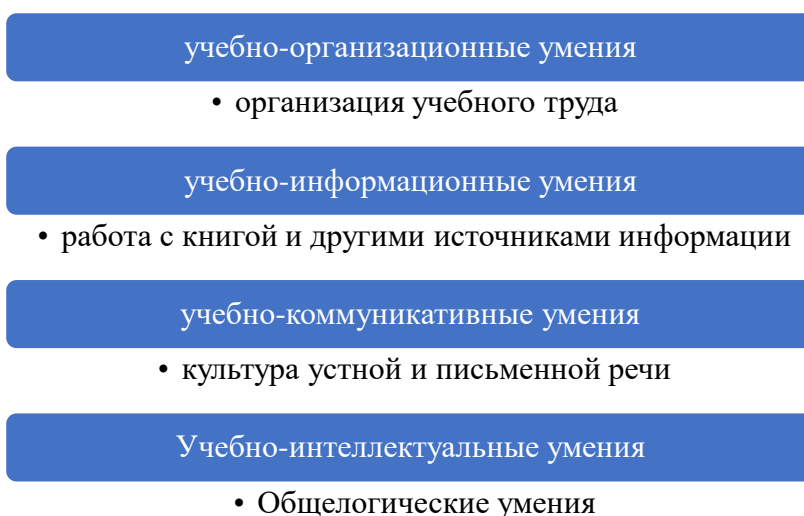 учебно-организационные умения
• организация учебного труда
учебно-информационные умения
• работа с книгой и другими источниками информации
учебно-коммуникативные умения
• культура устной и письменной речи
Учебно-интеллектуальные умения
• Общелогические умения